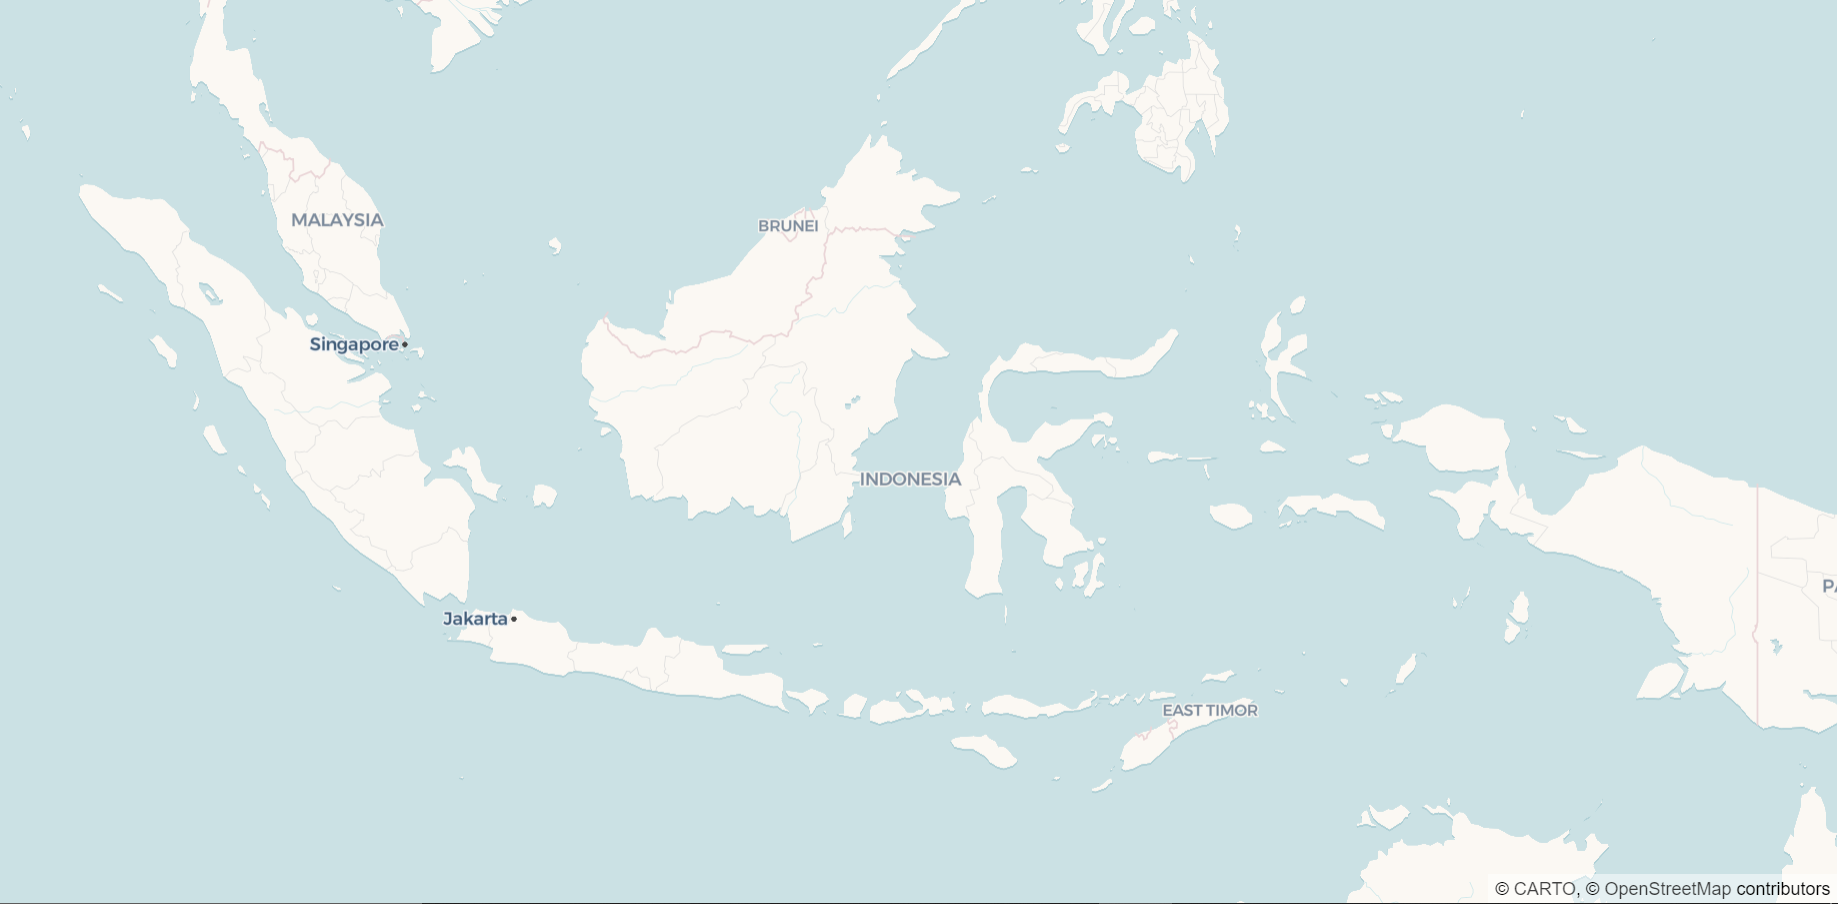 MALAYSIA
BRUNEI
Singapore
INDONESIA
Jakarta
EAST TIMOR
© CARTO, © OpenStreetMap contributors